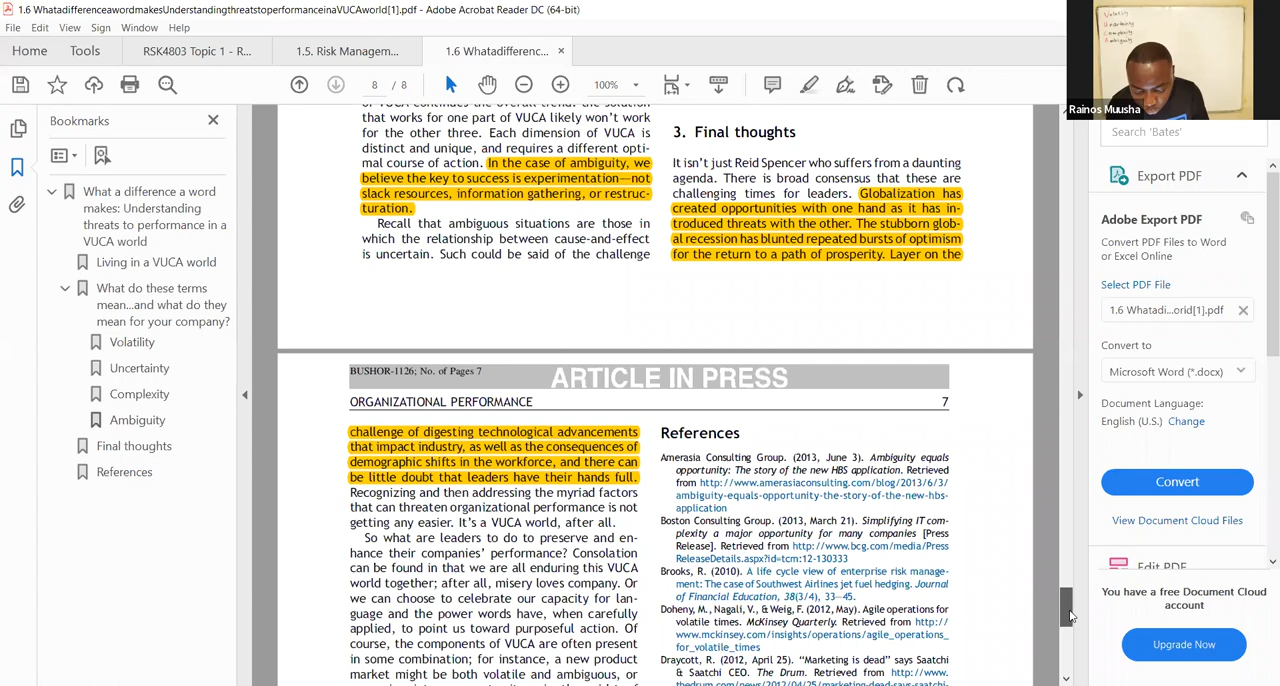 1.6 WhatadifferenceawordmakesUnderstandingthreatstoperformanceinaVUCAworld[1].pdf - Adobe Acrobat Reader DC (64-bit)
File Edit View Sign Window Help
Home Tools RSK4803 Topic 1 - R... 1.5. Risk Managem... 1.6 Whatadifferenc... ×
8 / 8 100%
Bookmarks
What a difference a word
makes: Understanding
threats to performance in a
VUCA world
Living in a VUCA world
What do these terms
mean...and what do they
mean for your company?
Volatility
Uncertainty
Complexity
Ambiguity
Final thoughts
References
of VUCA continues the overall trend: the solution
that works for one part of VUCA likely won't work
for the other three. Each dimension of VUCA is
distinct and unique, and requires a different opti-
mal course of action. In the case of ambiguity, we
believe the key to success is experimentation—not
slack resources, information gathering, or restruc-
turation.
Recall that ambiguous situations are those in
which the relationship between cause-and-effect
is uncertain. Such could be said of the challenge
3. Final thoughts
It isn't just Reid Spencer who suffers from a daunting
agenda. There is broad consensus that these are
challenging times for leaders. Globalization has
created opportunities with one hand as it has in-
troduced threats with the other. The stubborn glob-
al recession has blunted repeated bursts of optimism
for the return to a path of prosperity. Layer on the
BUSHOR-1126; No. of Pages 7
ARTICLE IN PRESS
ORGANIZATIONAL PERFORMANCE 7
challenge of digesting technological advancements
that impact industry, as well as the consequences of
demographic shifts in the workforce, and there can
be little doubt that leaders have their hands full.
Recognizing and then addressing the myriad factors
that can threaten organizational performance is not
getting any easier. It's a VUCA world, after all.
So what are leaders to do to preserve and en-
hance their companies' performance? Consolation
can be found in that we are all enduring this VUCA
world together; after all, misery loves company. Or
we can choose to celebrate our capacity for lan-
guage and the power words have, when carefully
applied, to point us toward purposeful action. Of
course, the components of VUCA are often present
in some combination; for instance, a new product
market might be both volatile and ambiguous, or
References
Amerasia Consulting Group. (2013, June 3). Ambiguity equals
opportunity: The story of the new HBS application. Retrieved
from http://www.amerasiaconsulting.com/blog/2013/6/3/
ambiguity-equals-opportunity-the-story-of-the-new-hbs-
application
Boston Consulting Group. (2013, March 21). Simplifying IT com-
plexity a major opportunity for many companies [Press
Release]. Retrieved from http://www.bcg.com/media/Press
ReleaseDetails.aspx?id=tcm:12-130333
Brooks, R. (2010). A life cycle view of enterprise risk manage-
ment: The case of Southwest Airlines jet fuel hedging. Journal
of Financial Education, 38(3/4), 33—45.
Doheny, M., Nagali, V., & Weig, F. (2012, May). Agile operations for
volatile times. McKinsey Quarterly. Retrieved from http://
www.mckinsey.com/insights/operations/agile_operations_
for_volatile_times
Draycott, R. (2012, April 25). "Marketing is dead" says Saatchi
& Saatchi CEO. The Drum. Retrieved from http://www.
thedrum.com/news/2012/04/25/marketing-dead-says-saatchi-
Volatility
Uncertainty
Complexity
Ambiguity
Rainos Muusha
Search 'Bates'
Export PDF
Adobe Export PDF
Convert PDF Files to Word
or Excel Online
Select PDF File
1.6 Whatadi...orld[1].pdf
Convert to
Microsoft Word (*.docx)
Document Language:
English (U.S.) Change
Convert
View Document Cloud Files
Edit PDF
You have a free Document Cloud
account
Upgrade Now